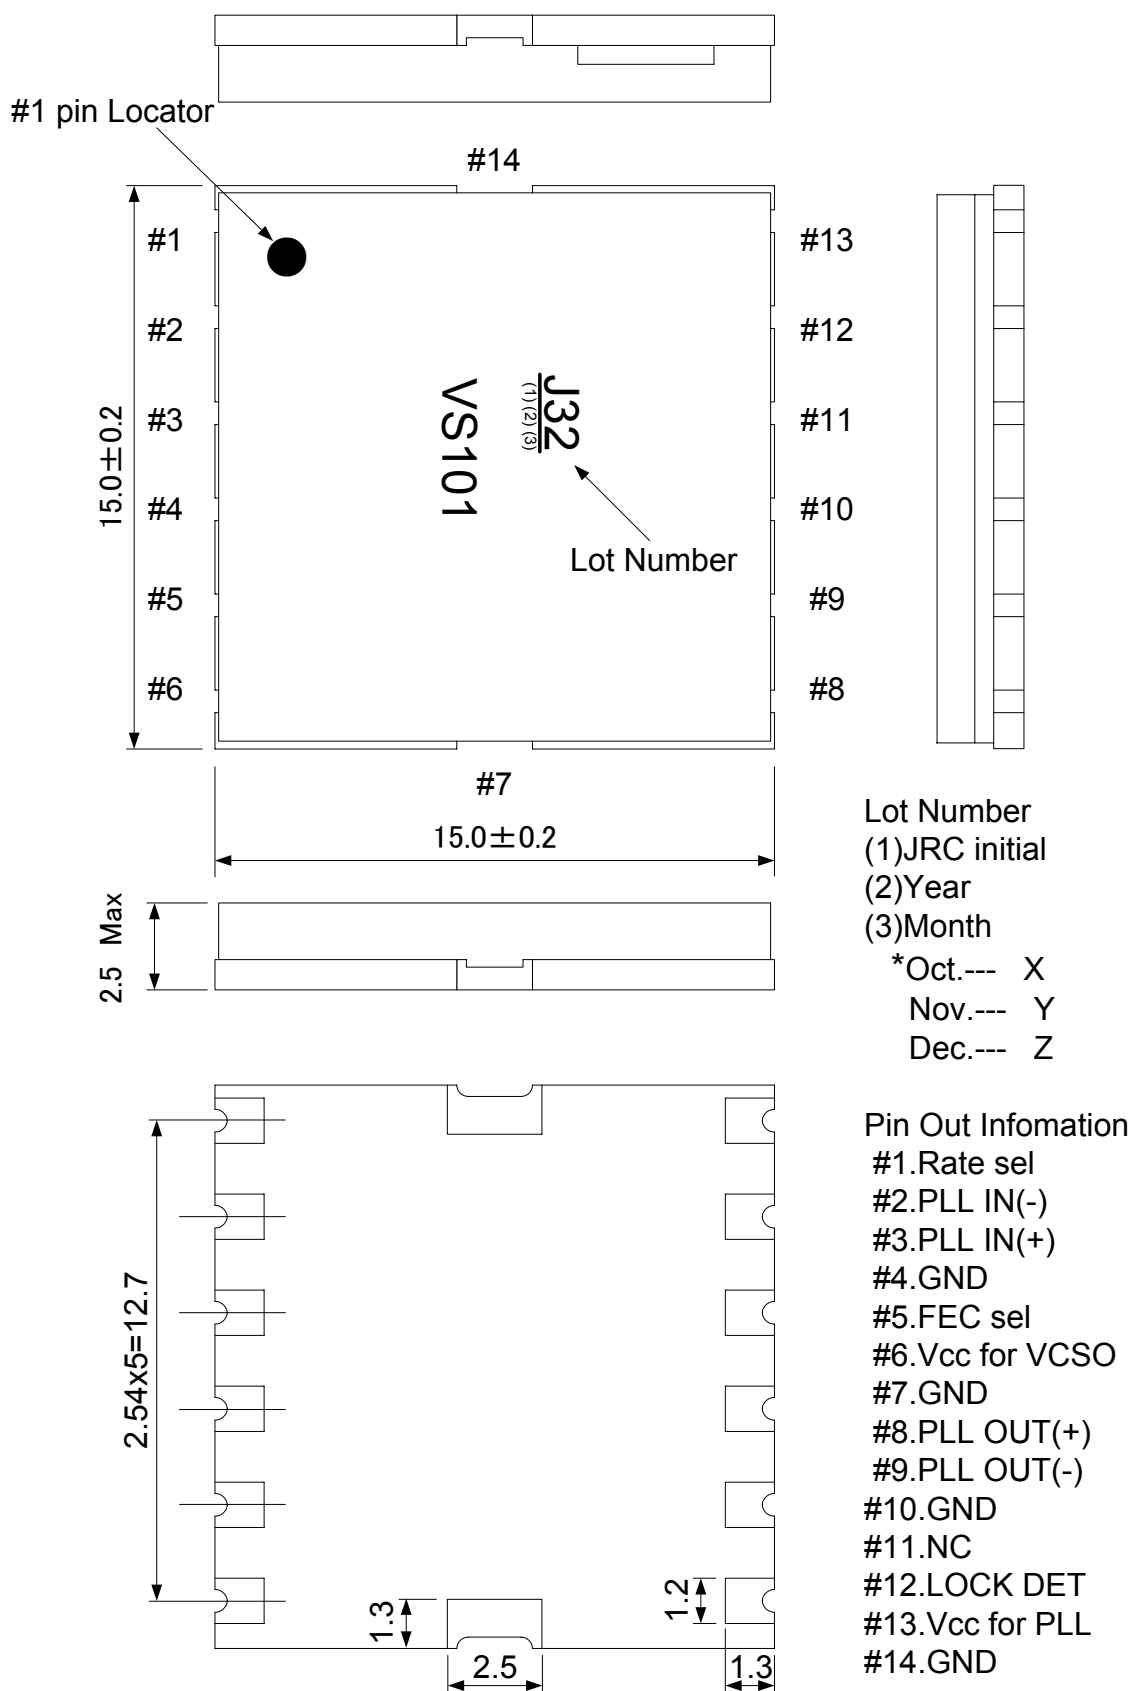 #1 pin Locator
#14
#1
#13
#2
#12
#3
#11
#4
#10
#5
#9
#6
#8
15.0±0.2
VS101
J32
(1)(2)(3)
Lot Number
#7
15.0±0.2
2.5 Max
Lot Number
(1)JRC initial
(2)Year
(3)Month
*Oct.--- X
Nov.--- Y
Dec.--- Z
2.54x5=12.7
1.3
2.5
1.2
1.3
Pin Out Infomation
#1.Rate sel
#2.PLL IN(-)
#3.PLL IN(+)
#4.GND
#5.FEC sel
#6.Vcc for VCSO
#7.GND
#8.PLL OUT(+)
#9.PLL OUT(-)
#10.GND
#11.NC
#12.LOCK DET
#13.Vcc for PLL
#14.GND